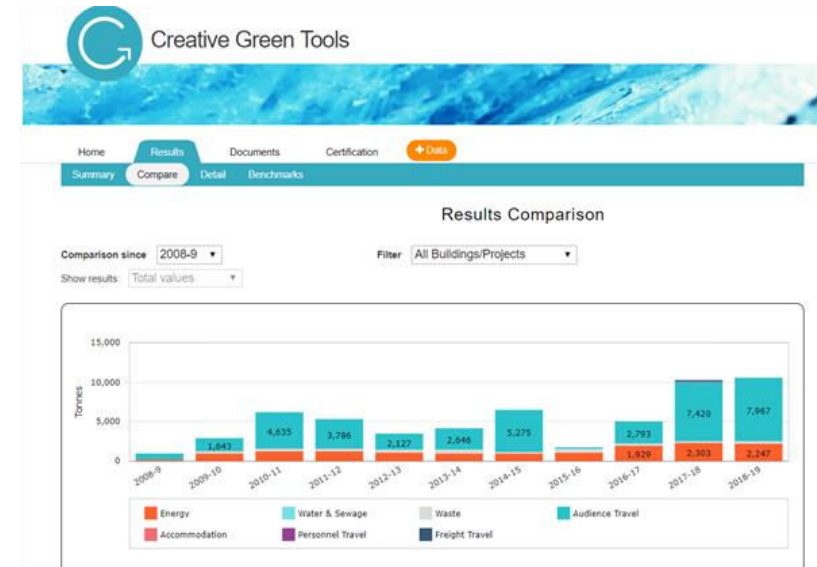 Creative Green Tools
Home Results Documents Certification + Data
Summary Compare Detail Benchmarks
Results Comparison
Comparison since 2008-9 Filter All Buildings/Projects
Show results: Total values
Tonnes
15,000
10,000
5,000
0
1,643 4,635 3,786 2,127 2,646 5,275 2,793 7,420 7,967
1,929 2,303 2,247
2008-9 2009-10 2010-11 2011-12 2012-13 2013-14 2014-15 2015-16 2016-17 2017-18 2018-19
Energy Water & Sewage Waste Audience Travel
Accommodation Personnel Travel Freight Travel